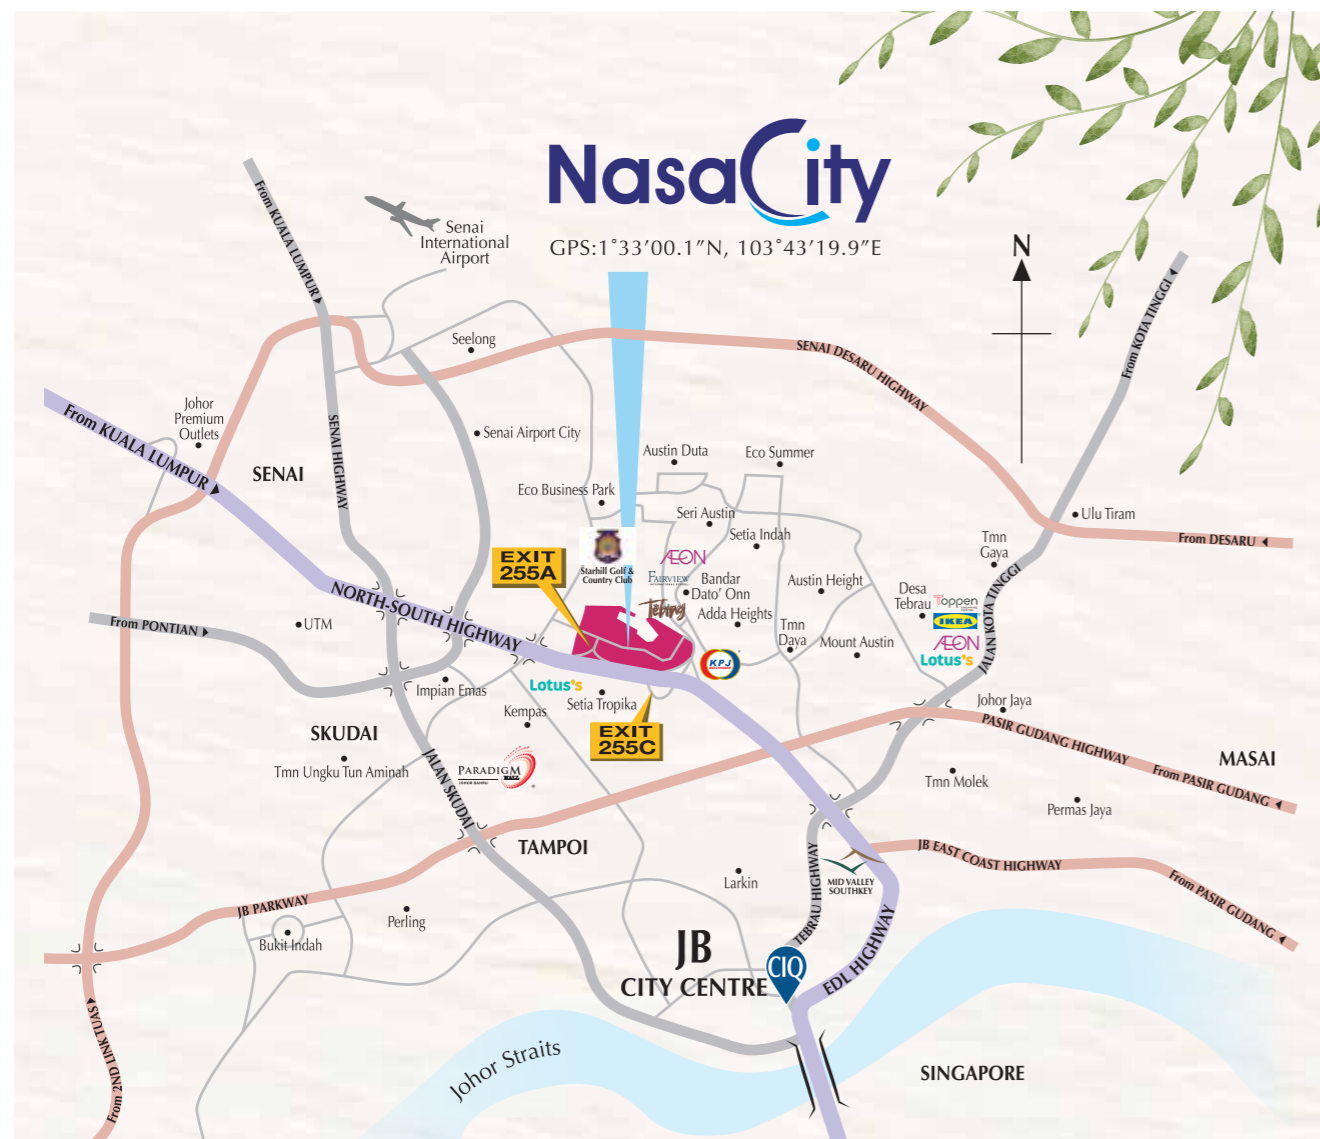 NasaCity
GPS:1°33'00.1"N, 103°43'19.9"E
N
From KUALA LUMPUR
Senai
International
Airport
From KOTA TINGGI
Seelong
SENAI DESARU HIGHWAY
From KUALA LUMPUR
Johor
Premium
Outlets
SENAI HIGHWAY
Senai Airport City
SENAI
Austin Duta
Eco Summer
Eco Business Park
Seri Austin
Setia Indah
Ulu Tiram
From DESARU
Tmn
Gaya
EXIT
255A
Starhill Golf &
Country Club
ÆON
FAIRVIEW
Bandar
Dato' Onn
Austin Height
Desa
Tebrau
Toppen
IKEA
ÆON
Lotus's
JALAN KOTA TINGGI
Tebing
Adda Heights
Tmn
Daya
Mount Austin
NORTH-SOUTH HIGHWAY
From PONTIAN
UTM
KPJ
Impian Emas
Lotus's
Setia Tropika
Kempas
EXIT
255C
Johor Jaya
PASIR GUDANG HIGHWAY
From PASIR GUDANG
MASAI
SKUDAI
Tmn Ungku Tun Aminah
JALAN SKUDAI
PARADIGM
MALL
JOHOR BAHRU
Tmn Molek
Permas Jaya
TAMPOI
TEBRAU HIGHWAY
JB EAST COAST HIGHWAY
From PASIR GUDANG
MID VALLEY
SOUTHKEY
Larkin
JB PARKWAY
Perling
Bukit Indah
JB
CITY CENTRE
CIQ
EDL HIGHWAY
From 2ND LINK TUAS
Johor Straits
SINGAPORE